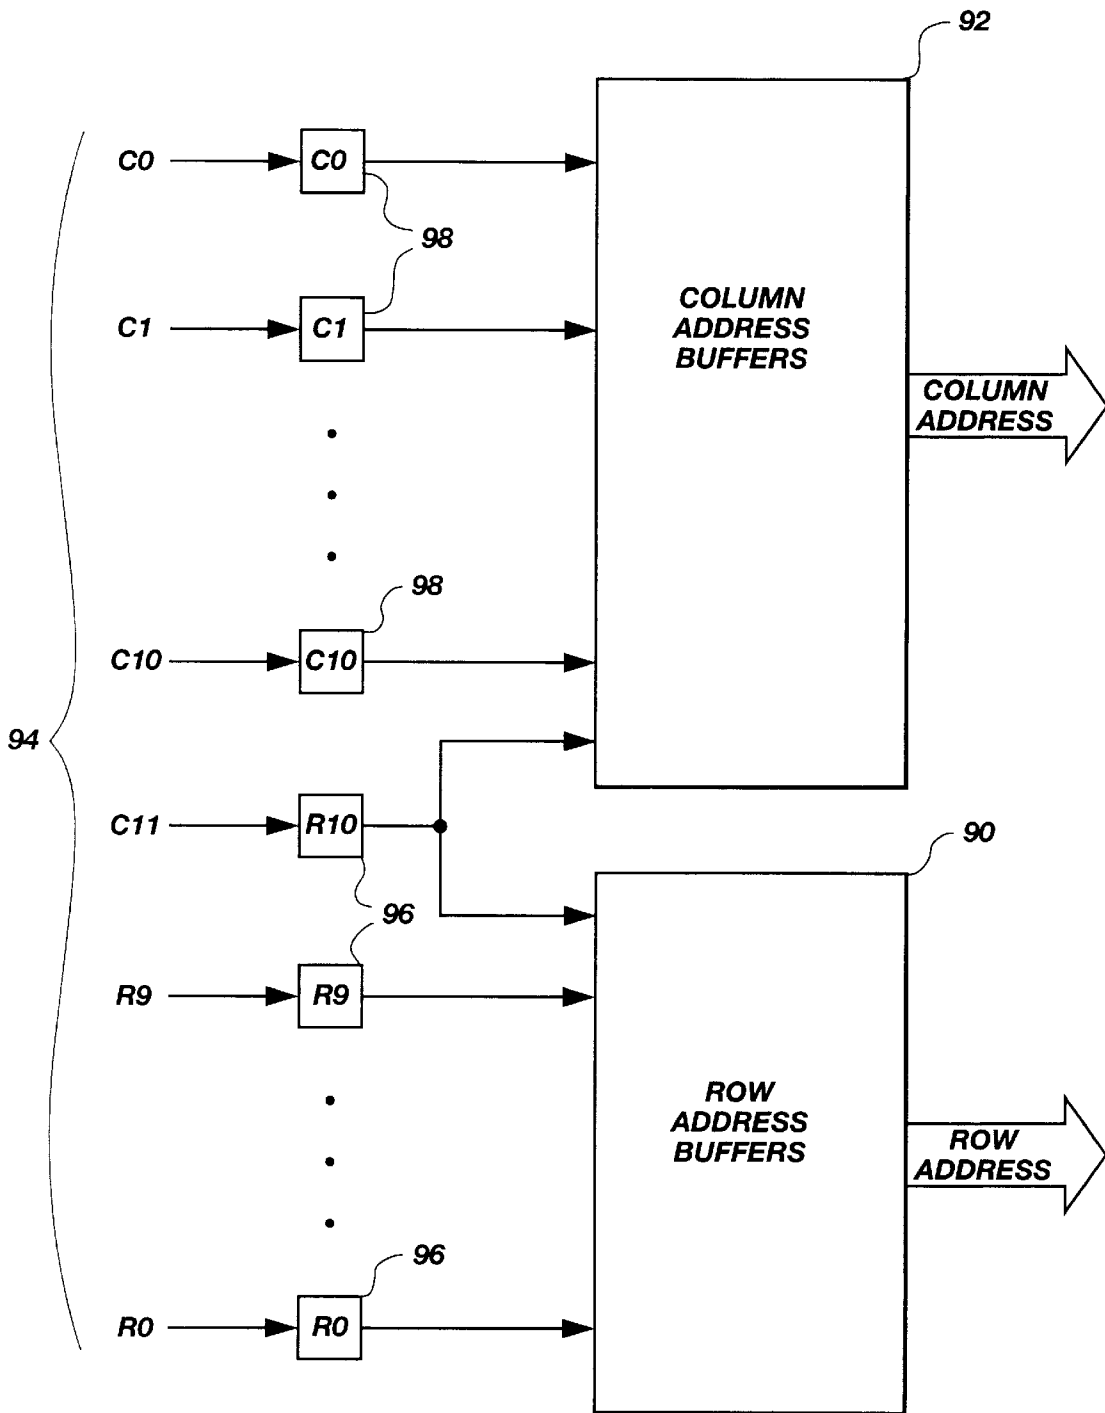 92
C0 C0
98
C1 C1
COLUMN
ADDRESS
BUFFERS
COLUMN
ADDRESS
98
C10 C10
94
C11 R10
90
96
R9 R9
ROW
ADDRESS
BUFFERS
ROW
ADDRESS
96
R0 R0